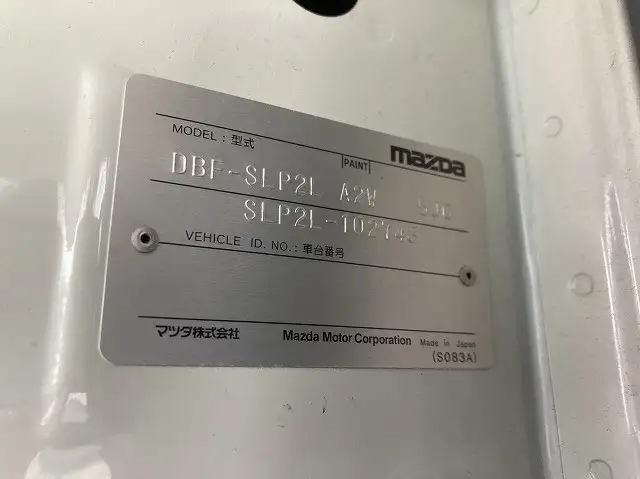 MODEL : 型式
PAINT
mazda
DBF-SLP2L A2W
SLP2L-102743
VEHICLE ID. NO. : 車台番号
マツダ株式会社 Mazda Motor Corporation Made in Japan
(S083A)